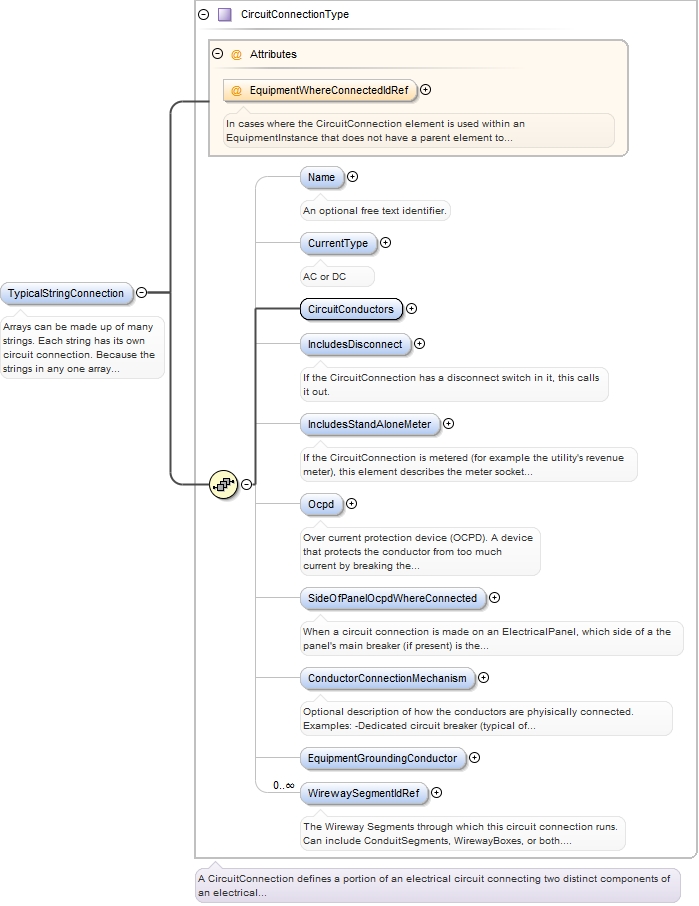 CircuitConnectionType
@ Attributes
@ EquipmentWhereConnectedIdRef
In cases where the CircuitConnection element is used within an
EquipmentInstance that does not have a parent element to...
Name
An optional free text identifier.
CurrentType
AC or DC
TypicalStringConnection
Arrays can be made up of many
strings. Each string has its own
circuit connection. Because the
strings in any one array...
CircuitConductors
IncludesDisconnect
If the CircuitConnection has a disconnect switch in it, this calls
it out.
IncludesStandAloneMeter
If the CircuitConnection is metered (for example the utility's revenue
meter), this element describes the meter socket...
Ocpd
Over current protection device (OCPD). A device
that protects the conductor from too much
current by breaking the...
SideOfPanelOcpdWhereConnected
When a circuit connection is made on an ElectricalPanel, which side of a the
panel's main breaker (if present) is the...
ConductorConnectionMechanism
Optional description of how the conductors are phyisically connected.
Examples: -Dedicated circuit breaker (typical of...
EquipmentGroundingConductor
0..∞
WirewaySegmentIdRef
The Wireway Segments through which this circuit connection runs.
Can include ConduitSegments, WirewayBoxes, or both....
A CircuitConnection defines a portion of an electrical circuit connecting two distinct components of
an electrical...